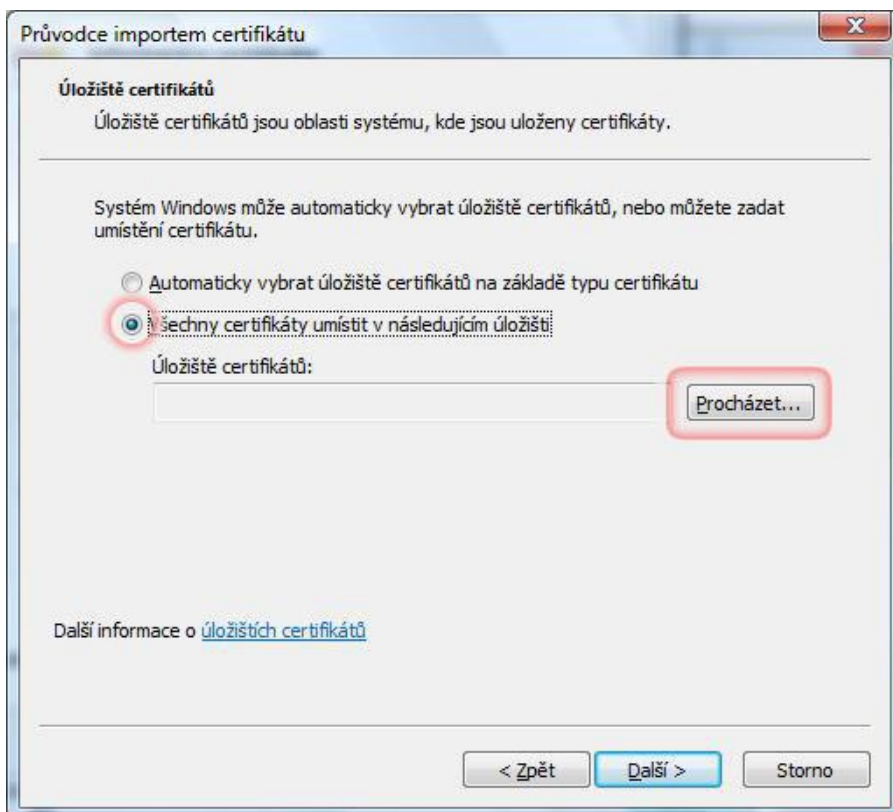 Průvodce importem certifikátu
Úložiště certifikátů
Úložiště certifikátů jsou oblasti systému, kde jsou uloženy certifikáty.
Systém Windows může automaticky vybrat úložiště certifikátů, nebo můžete zadat
umístění certifikátu.
Automaticky vybrat úložiště certifikátů na základě typu certifikátu
Všechny certifikáty umístit v následujícím úložišti
Úložiště certifikátů:
Procházet...
Další informace o úložištích certifikátů
< Zpět
Další >
Storno